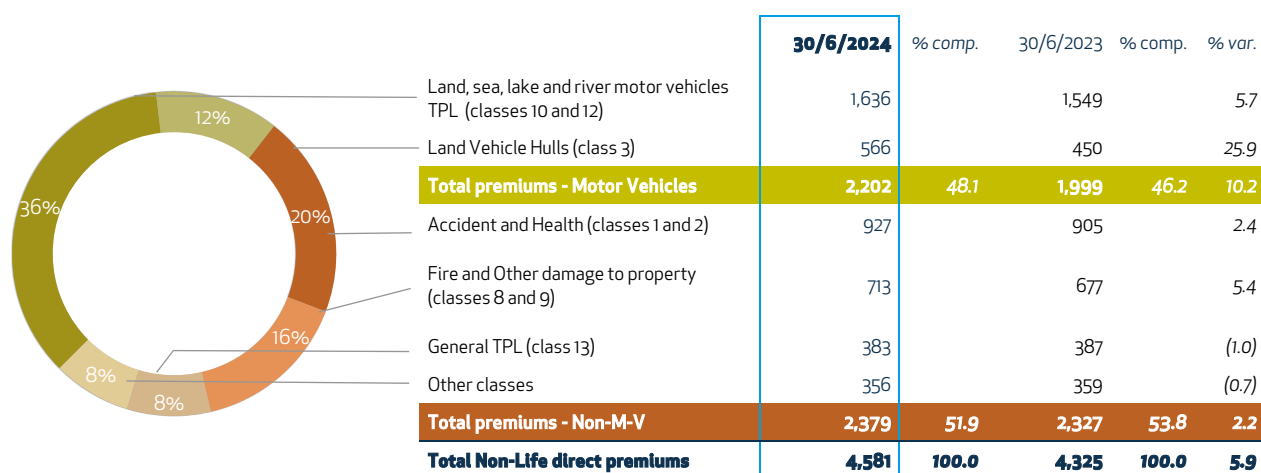 30/6/2024 % comp. 30/6/2023 % comp. % var.
Land, sea, lake and river motor vehicles
TPL (classes 10 and 12) 1,636 1,549 5.7
Land Vehicle Hulls (class 3) 566 450 25.9
Total premiums - Motor Vehicles 2,202 48.1 1,999 46.2 10.2
Accident and Health (classes 1 and 2) 927 905 2.4
Fire and Other damage to property
(classes 8 and 9) 713 677 5.4
General TPL (class 13) 383 387 (1.0)
Other classes 356 359 (0.7)
Total premiums - Non-M-V 2,379 51.9 2,327 53.8 2.2
Total Non-Life direct premiums 4,581 100.0 4,325 100.0 5.9
12%
36%
20%
16%
8%
8%